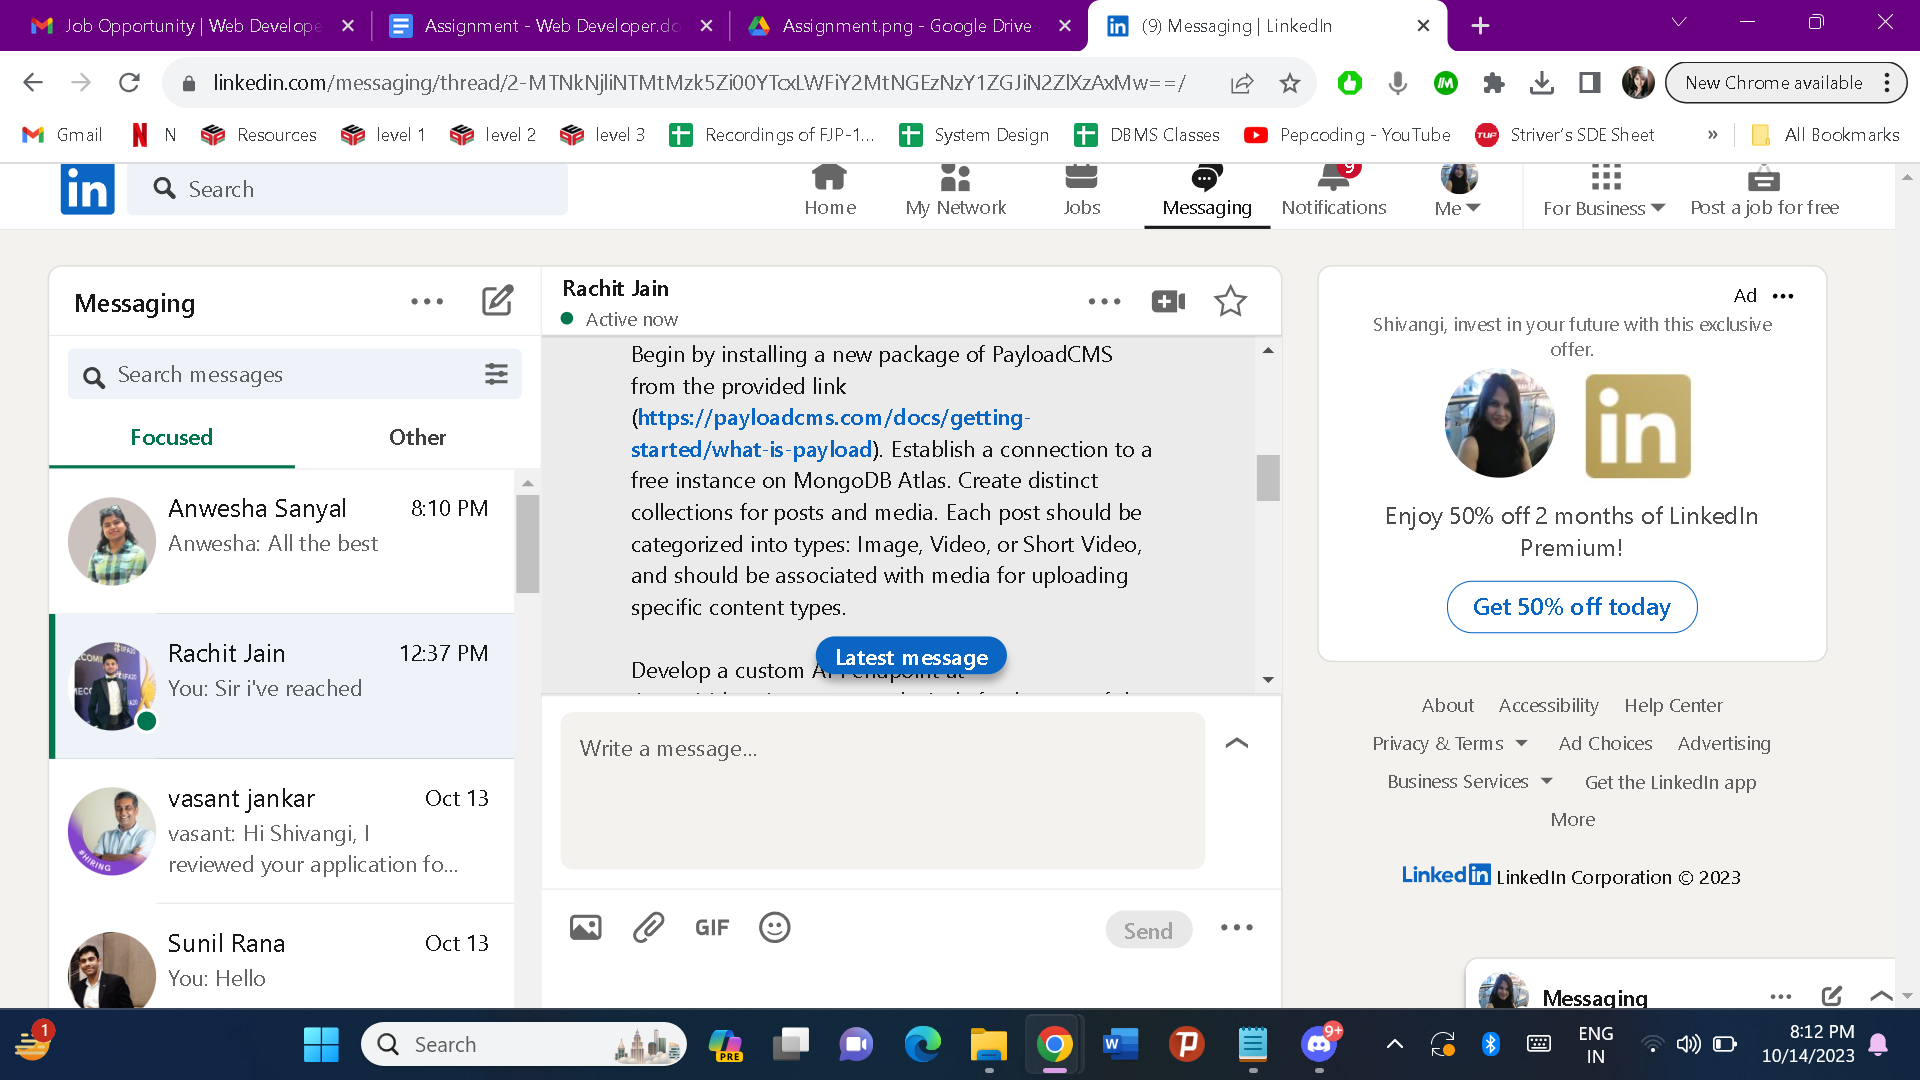 Job Opportunity | Web Develope
Assignment - Web Developer.do
Assignment.png - Google Drive
(9) Messaging | LinkedIn
linkedin.com/messaging/thread/2-MTNkNjliNTMtMzk5Zi00YTcxLWFiY2MtNGEzNzY1ZGJiN2ZlXzAxMw==/
New Chrome available
Gmail
N
Resources
level 1
level 2
level 3
Recordings of FJP-1...
System Design
DBMS Classes
Pepcoding - YouTube
TUF
Striver's SDE Sheet
»
All Bookmarks
in
Search
Home
My Network
Jobs
Messaging
9
Notifications
Me
For Business
Post a job for free
Messaging
Search messages
Focused
Other
Anwesha Sanyal
8:10 PM
Anwesha: All the best
Rachit Jain
12:37 PM
You: Sir i've reached
vasant jankar
Oct 13
vasant: Hi Shivangi, I
reviewed your application fo...
#HIRING
Sunil Rana
Oct 13
You: Hello
Rachit Jain
Active now
Begin by installing a new package of PayloadCMS
from the provided link
(https://payloadcms.com/docs/getting-
started/what-is-payload). Establish a connection to a
free instance on MongoDB Atlas. Create distinct
collections for posts and media. Each post should be
categorized into types: Image, Video, or Short Video,
and should be associated with media for uploading
specific content types.
Develop a custom API endpoint at
Latest message
Write a message...
GIF
Send
Ad
Shivangi, invest in your future with this exclusive
offer.
in
Enjoy 50% off 2 months of LinkedIn
Premium!
Get 50% off today
About
Accessibility
Help Center
Privacy & Terms
Ad Choices
Advertising
Business Services
Get the LinkedIn app
More
LinkedIn LinkedIn Corporation © 2023
Messaging
1
Search
PRE
9+
ENG
IN
8:12 PM
10/14/2023